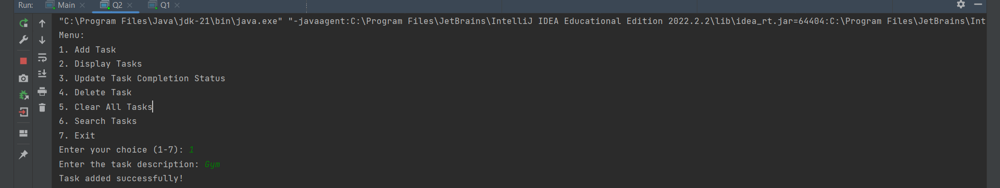 Run: Main Q2 Q1
"C:\Program Files\Java\jdk-21\bin\java.exe" "-javaagent:C:\Program Files\JetBrains\IntelliJ IDEA Educational Edition 2022.2.2\lib\idea_rt.jar=64404:C:\Program Files\JetBrains\Int
Menu:
1. Add Task
2. Display Tasks
3. Update Task Completion Status
4. Delete Task
5. Clear All Tasks
6. Search Tasks
7. Exit
Enter your choice (1-7): 1
Enter the task description: Gym
Task added successfully!